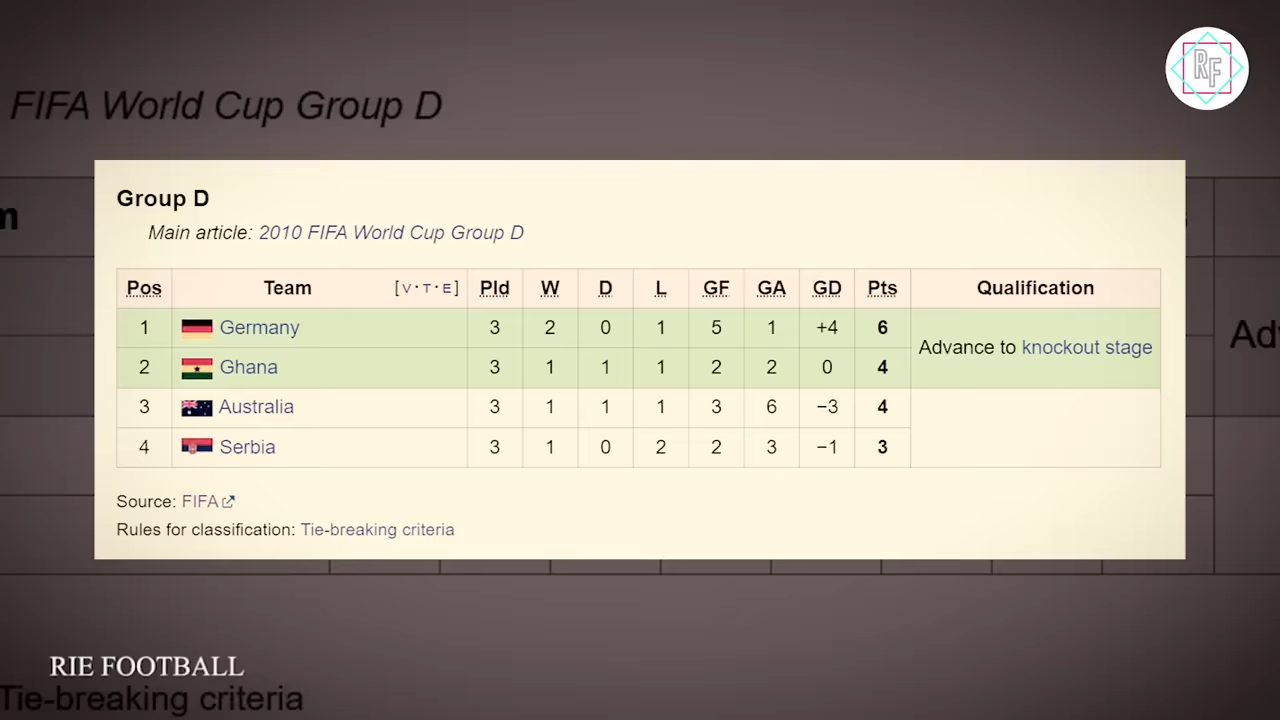 RF
FIFA World Cup Group D
m
Group D
Main article: 2010 FIFA World Cup Group D
Pos Team [V·T·E] Pld W D L GF GA GD Pts Qualification
1 Germany 3 2 0 1 5 1 +4 6 Advance to knockout stage
2 Ghana 3 1 1 1 2 2 0 4
3 Australia 3 1 1 1 3 6 −3 4
4 Serbia 3 1 0 2 2 3 −1 3
Ad
Source: FIFA
Rules for classification: Tie-breaking criteria
RIE FOOTBALL
Tie-breaking criteria